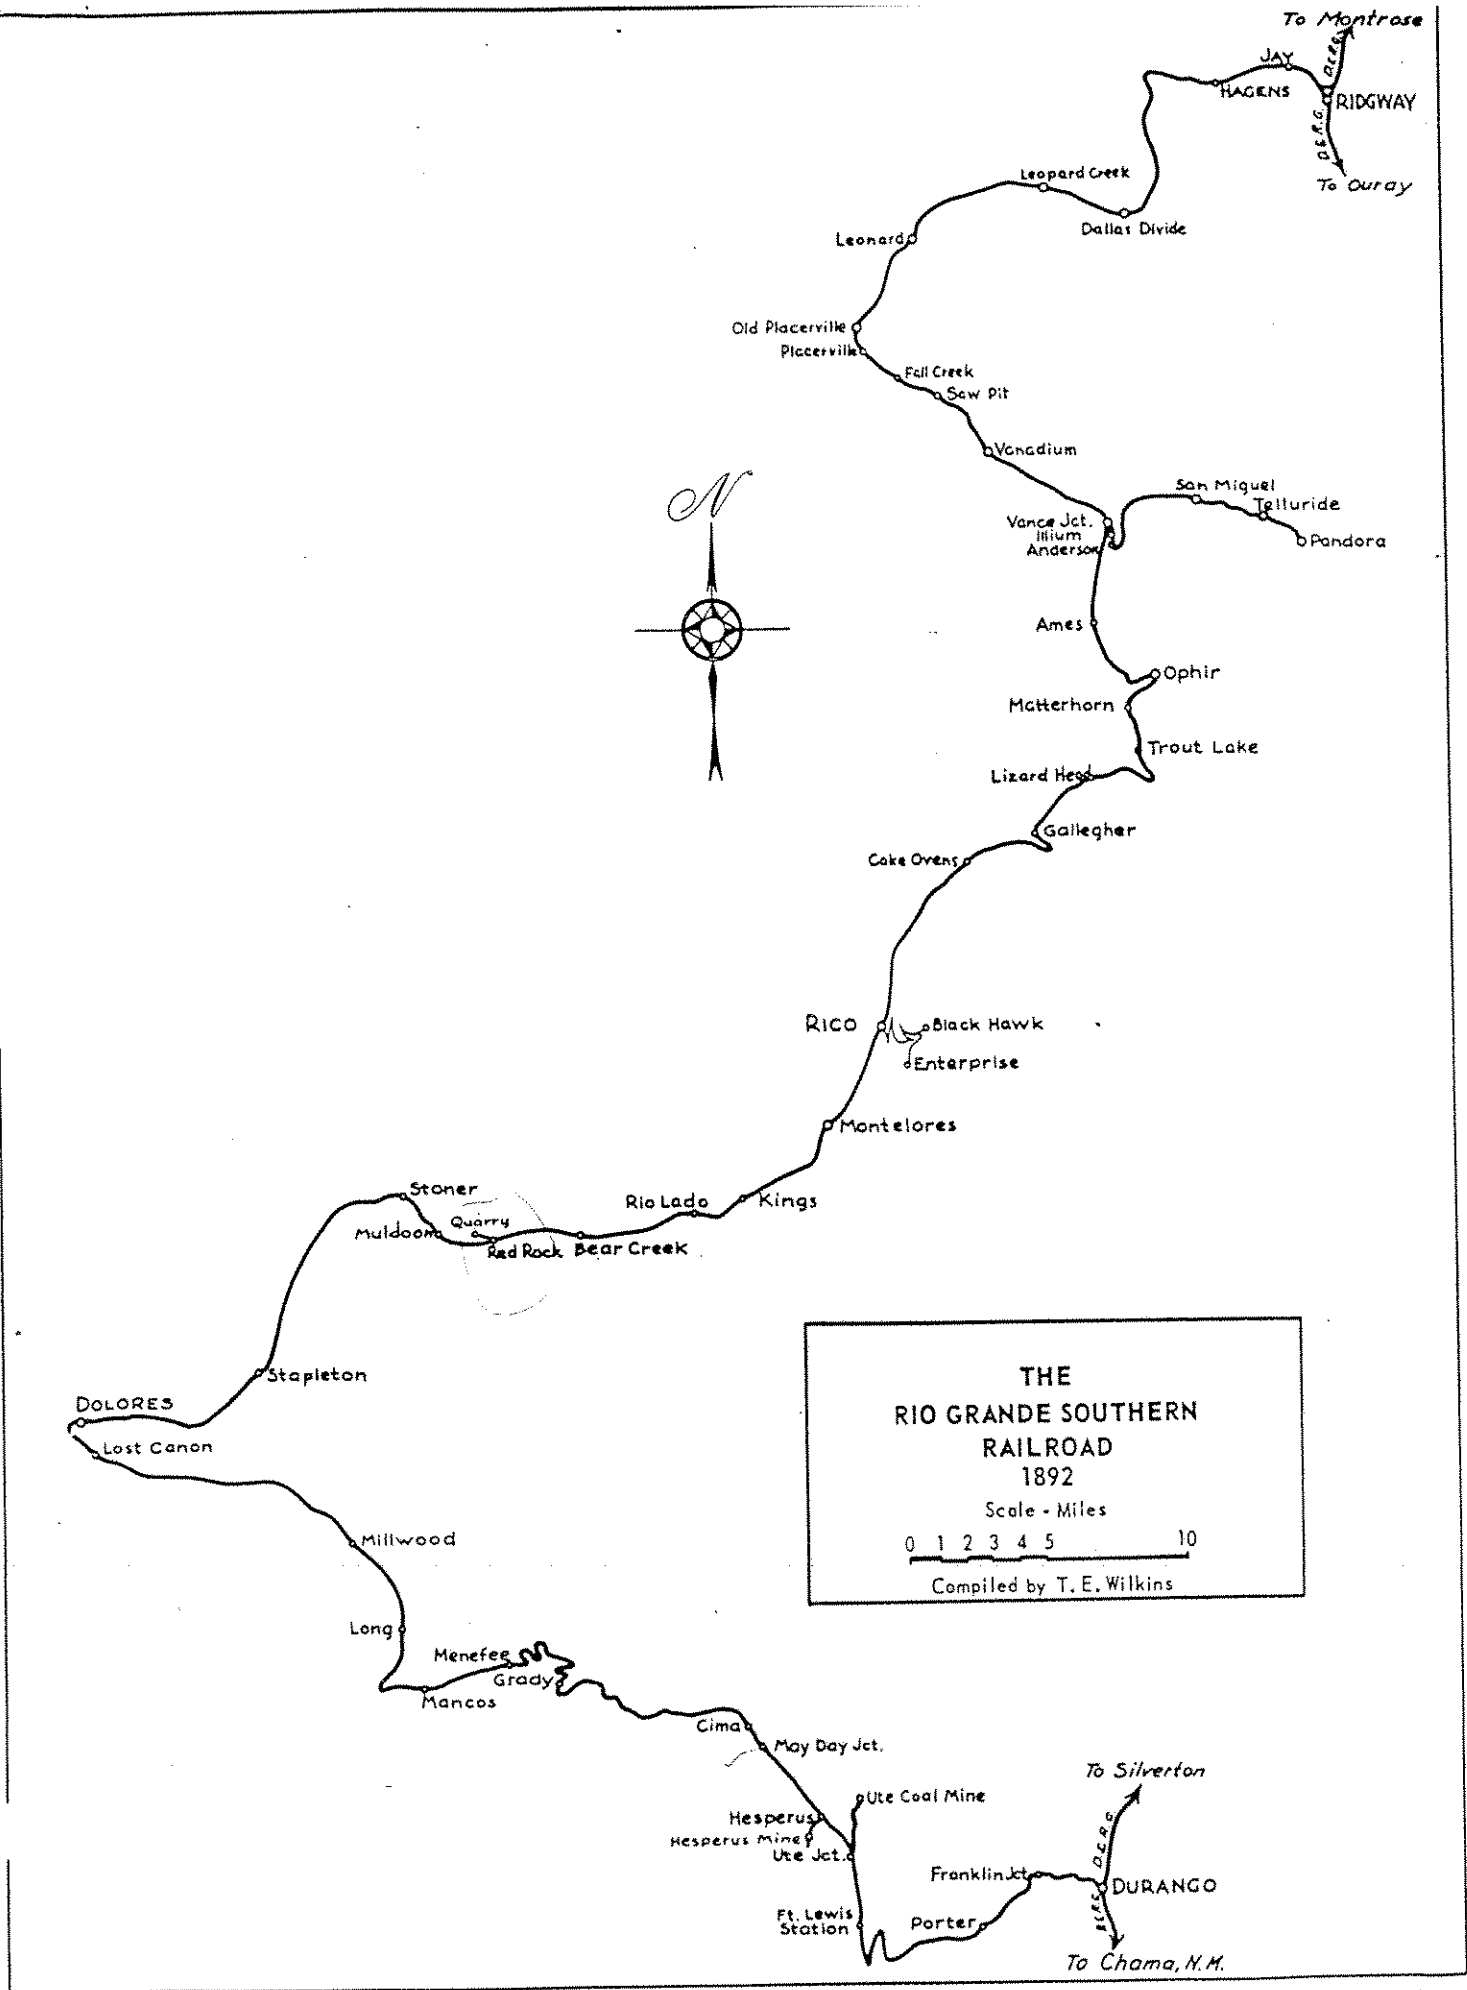 To Montrose
D.&R.G.
JAY
HAGENS
RIDGWAY
D.&R.G.
To Ouray
Leopard Creek
Dallas Divide
Leonard
Old Placerville
Placerville
Fall Creek
Saw Pit
Vanadium
N
San Miguel
Telluride
Pandora
Vance Jct.
Illium
Anderson
Ames
Ophir
Matterhorn
Trout Lake
Lizard Head
Gallegher
Coke Ovens
RICO
Black Hawk
Enterprise
Montelores
Stoner
Rio Lado
Kings
Muldoon
Quarry
Red Rock
Bear Creek
Stapleton
DOLORES
Lost Canon
THE
RIO GRANDE SOUTHERN
RAILROAD
1892
Scale - Miles
0 1 2 3 4 5 10
Compiled by T. E. Wilkins
Millwood
Long
Menefee
Grady
Mancos
Cima
May Day Jct.
To Silverton
Ute Coal Mine
Hesperus
Hesperus Mine
Ute Jct.
D.&R.G.
Franklin Jct.
DURANGO
Ft. Lewis
Station
Porter
D.&R.G.
To Chama, N.M.